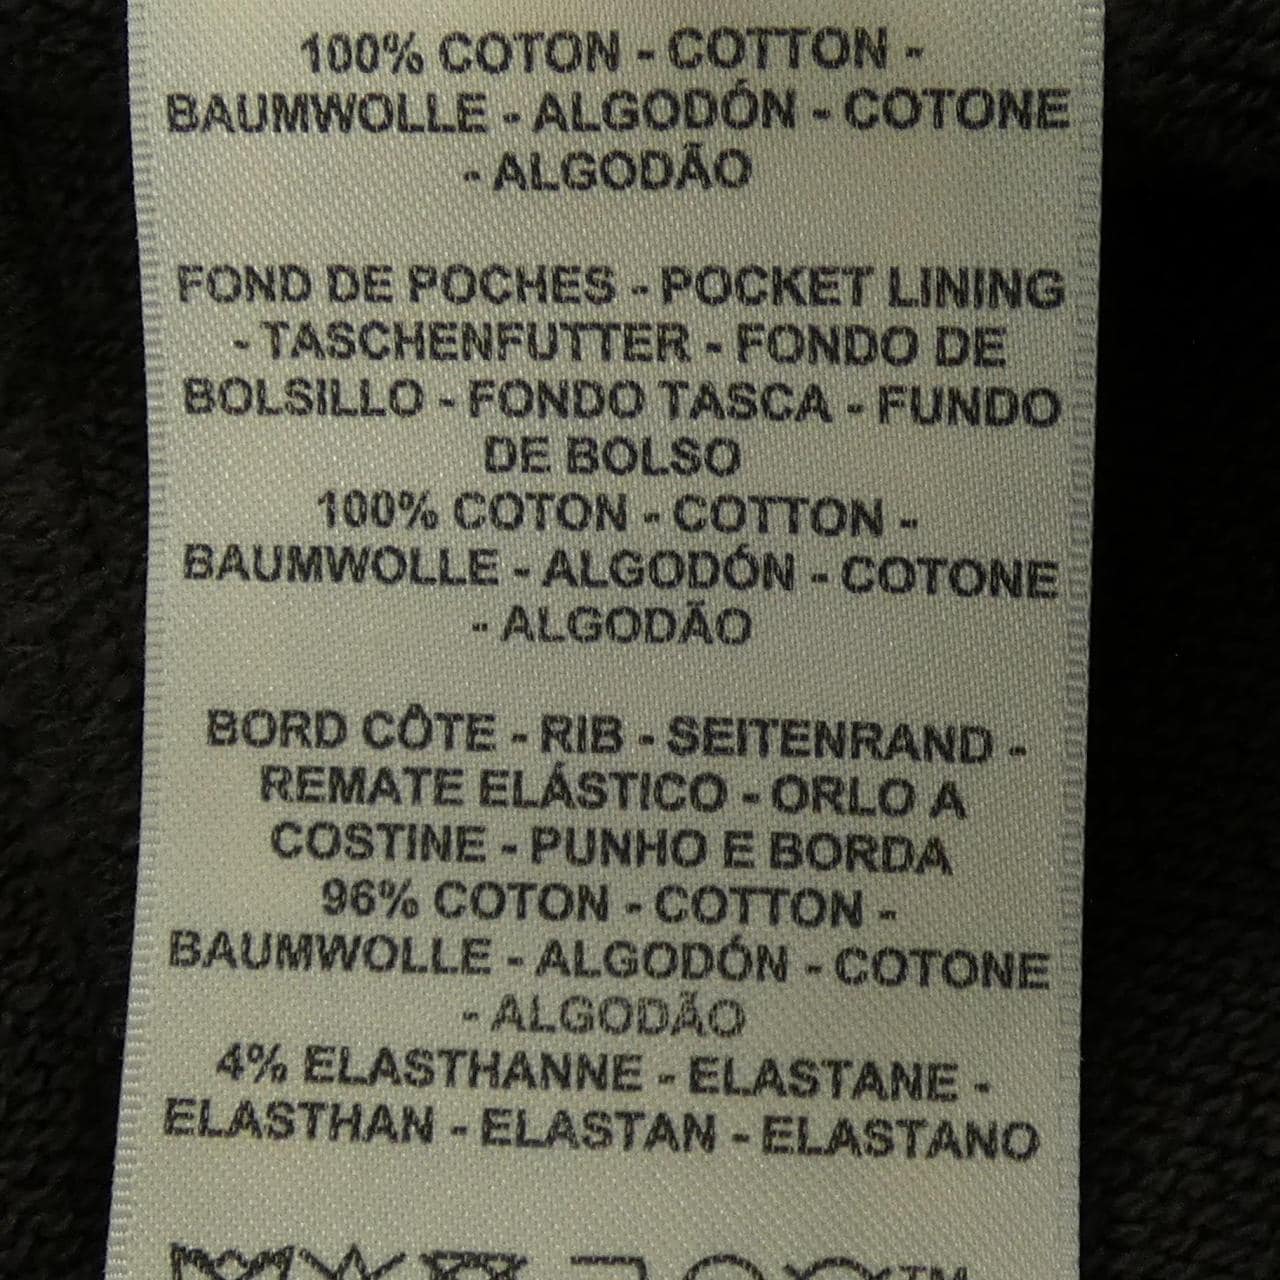 100% COTON - COTTON -
BAUMWOLLE - ALGODÓN - COTONE
- ALGODÃO
FOND DE POCHES - POCKET LINING
- TASCHENFUTTER - FONDO DE
BOLSILLO - FONDO TASCA - FUNDO
DE BOLSO
100% COTON - COTTON -
BAUMWOLLE - ALGODÓN - COTONE
- ALGODÃO
BORD CÔTE - RIB - SEITENRAND -
REMATE ELÁSTICO - ORLO A
COSTINE - PUNHO E BORDA
96% COTON - COTTON -
BAUMWOLLE - ALGODÓN - COTONE
- ALGODÃO
4% ELASTHANNE - ELASTANE -
ELASTHAN - ELASTAN - ELASTANO
TM